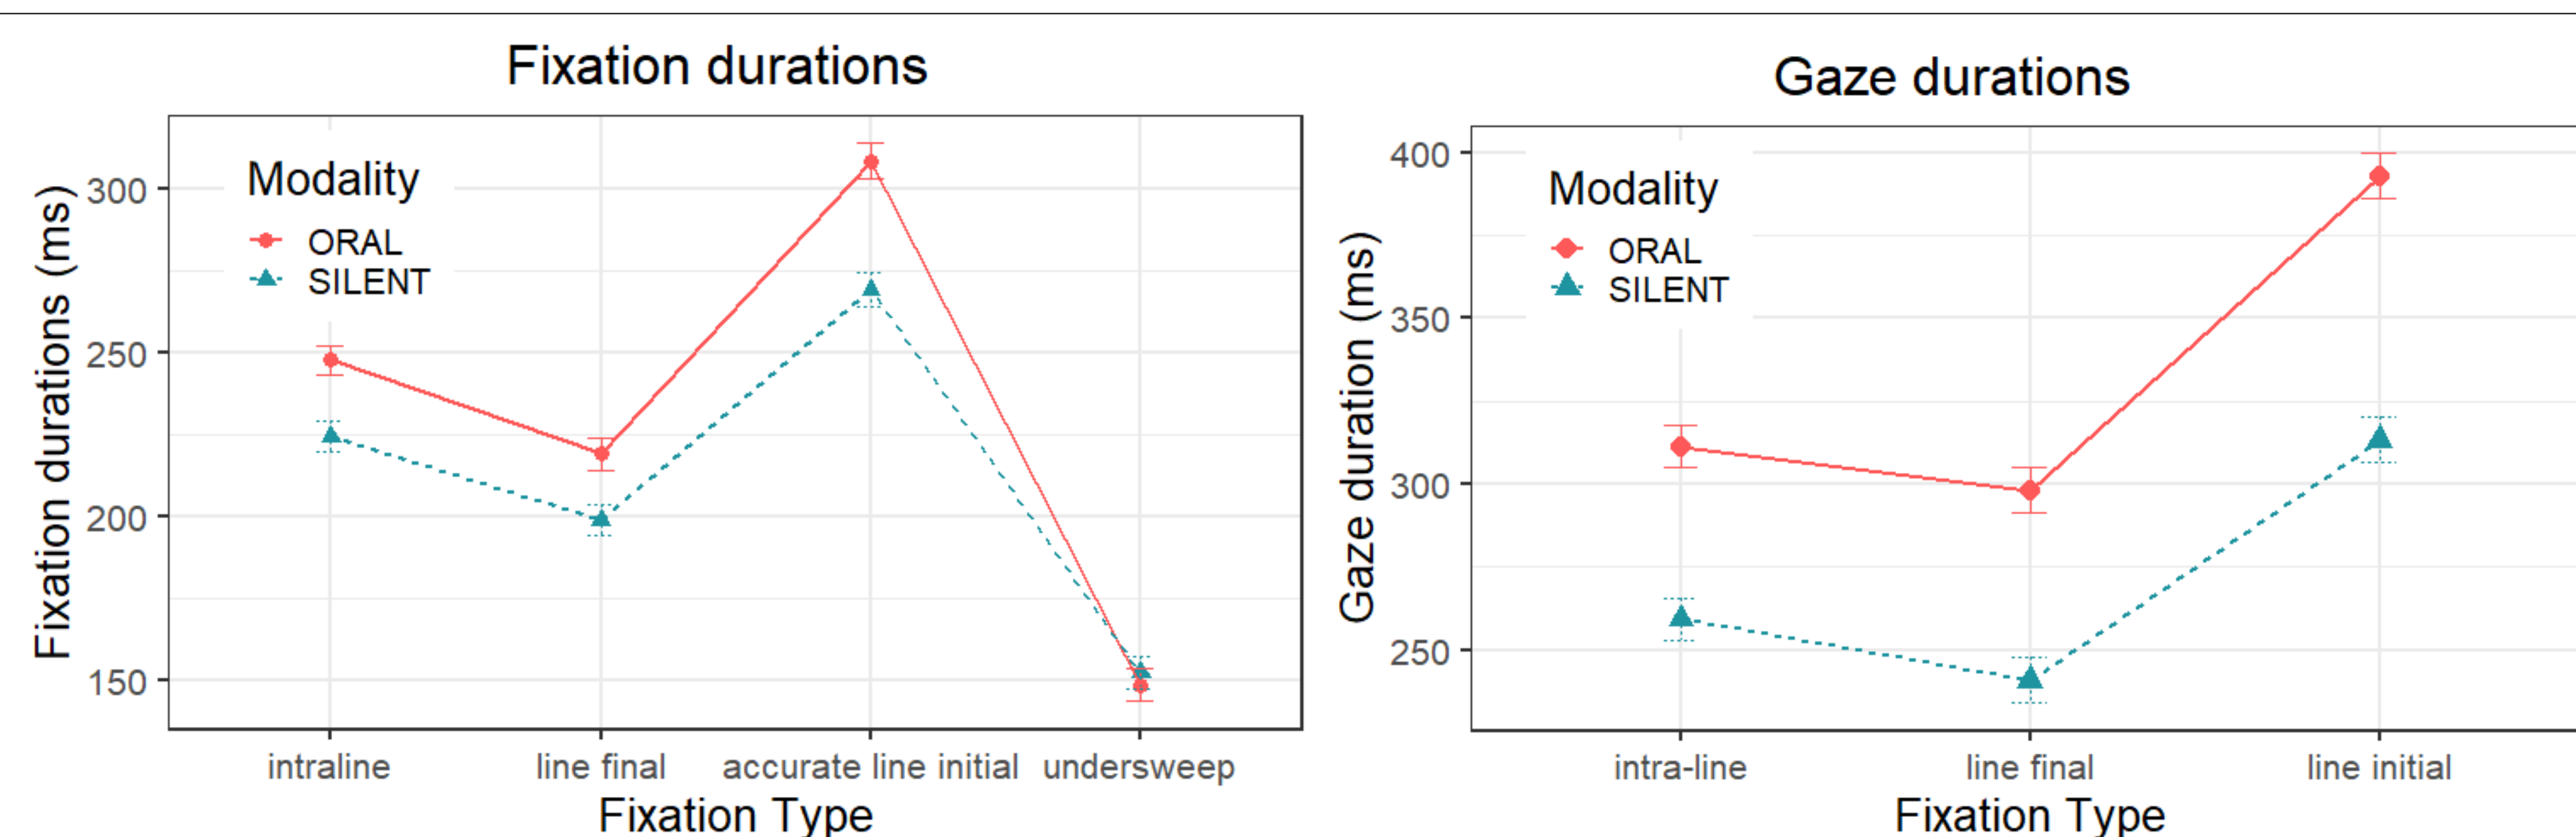 Fixation durations
Fixation durations (ms)
300
250
200
150
Modality
ORAL
SILENT
intraline
line final
accurate line initial
undersweep
Fixation Type
Gaze durations
Gaze duration (ms)
400
350
300
250
Modality
ORAL
SILENT
intra-line
line final
line initial
Fixation Type